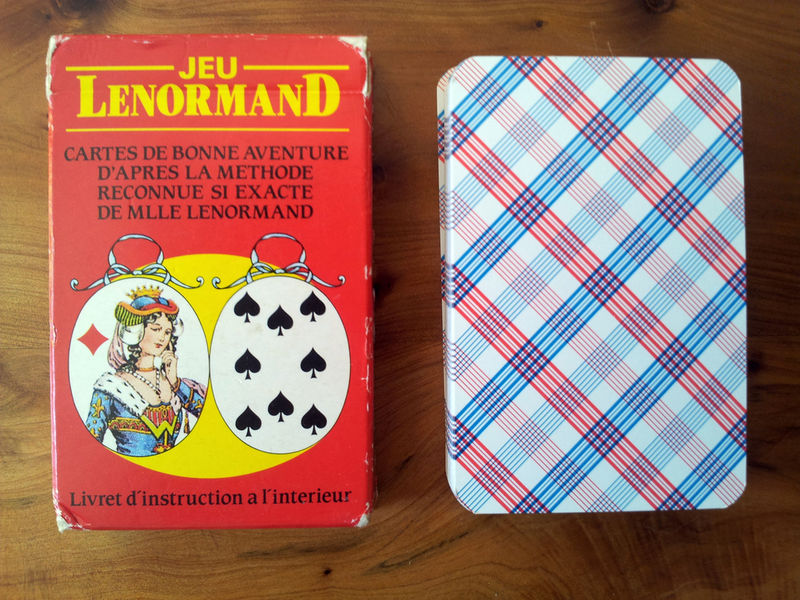 JEU
LENORMAND
CARTES DE BONNE AVENTURE
D'APRES LA METHODE
RECONNUE SI EXACTE
DE MLLE LENORMAND
Livret d'instruction a l'interieur